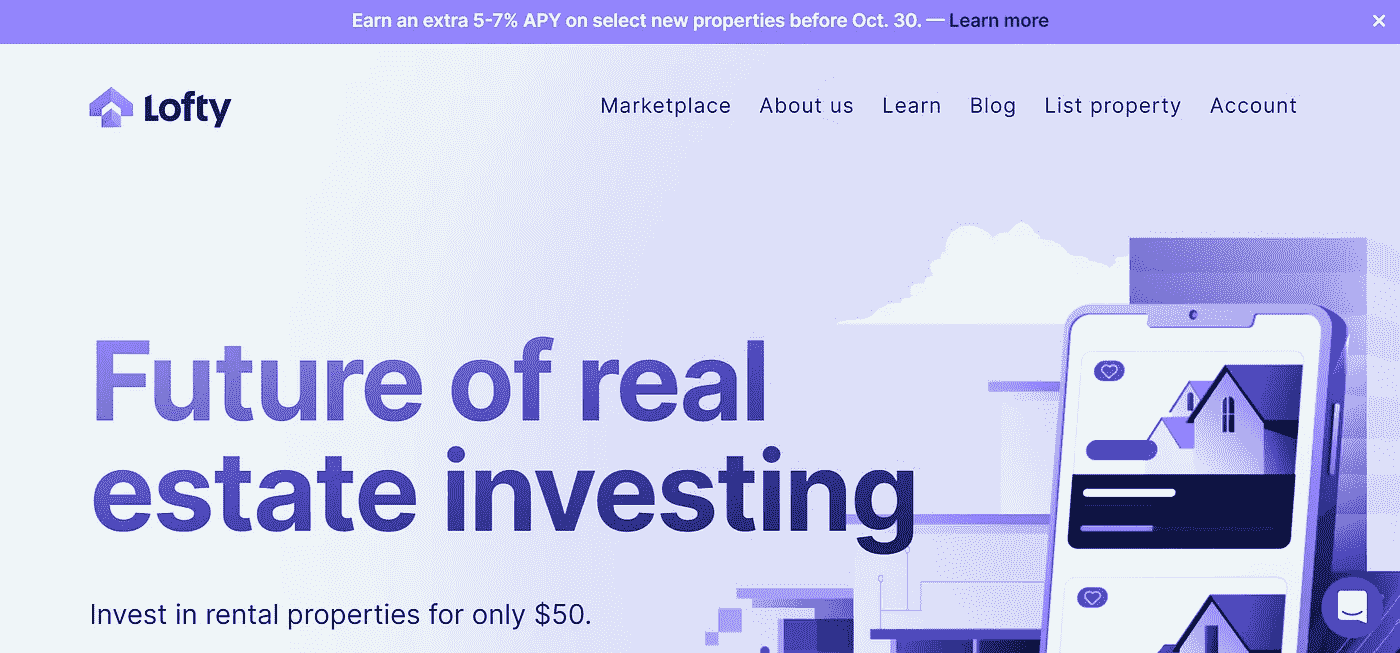 Earn an extra 5-7% APY on select new properties before Oct. 30. — Learn more
Lofty
Marketplace About us Learn Blog List property Account
Future of real
estate investing
Invest in rental properties for only $50.